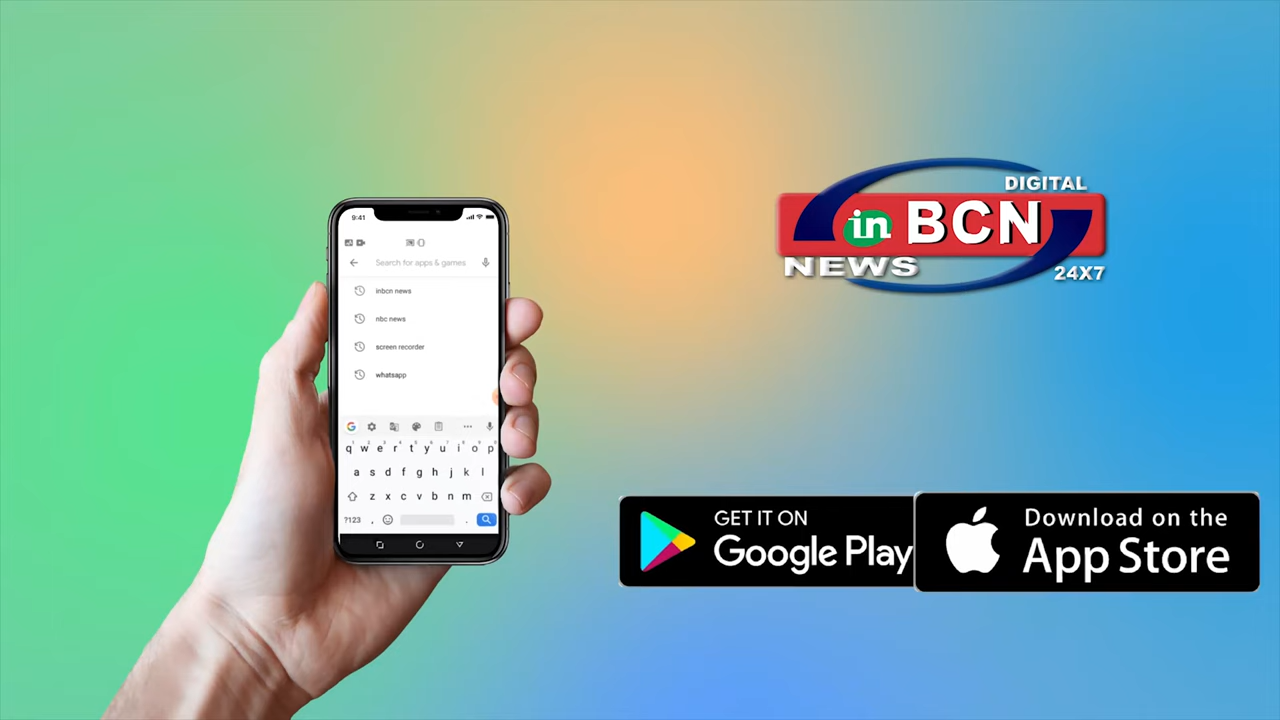 9:41
Search for apps & games
inbcn news
nbc news
screen recorder
whatsapp
q w e r t y u i o p
a s d f g h j k l
z x c v b n m
?123 , .
DIGITAL
in BCN
NEWS
24X7
GET IT ON
Google Play
Download on the
App Store